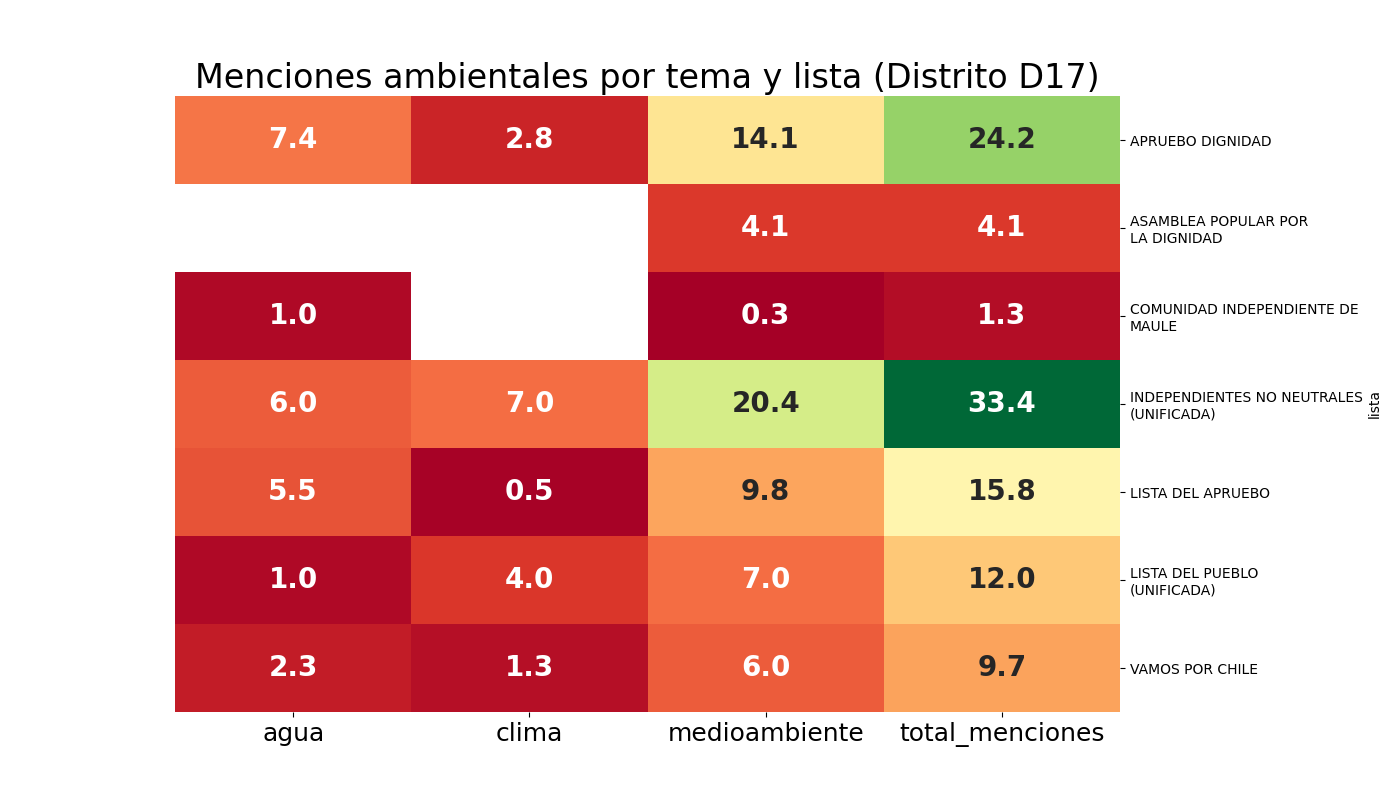 Menciones ambientales por tema y lista (Distrito D17)
7.4 2.8 14.1 24.2 APRUEBO DIGNIDAD
4.1 4.1 ASAMBLEA POPULAR POR
LA DIGNIDAD
1.0 0.3 1.3 COMUNIDAD INDEPENDIENTE DE
MAULE
6.0 7.0 20.4 33.4 INDEPENDIENTES NO NEUTRALES
(UNIFICADA)
lista
5.5 0.5 9.8 15.8 LISTA DEL APRUEBO
1.0 4.0 7.0 12.0 LISTA DEL PUEBLO
(UNIFICADA)
2.3 1.3 6.0 9.7 VAMOS POR CHILE
agua clima medioambiente total_menciones